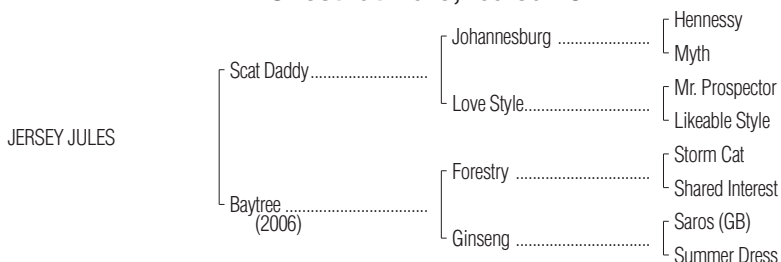 Hennessy
Johannesburg ........................
Myth
Scat Daddy..............................
Mr. Prospector
Love Style................................
Likeable Style
JERSEY JULES
Storm Cat
Forestry ...................................
Shared Interest
Baytree ....................................
(2006)
Saros (GB)
Ginseng ...................................
Summer Dress